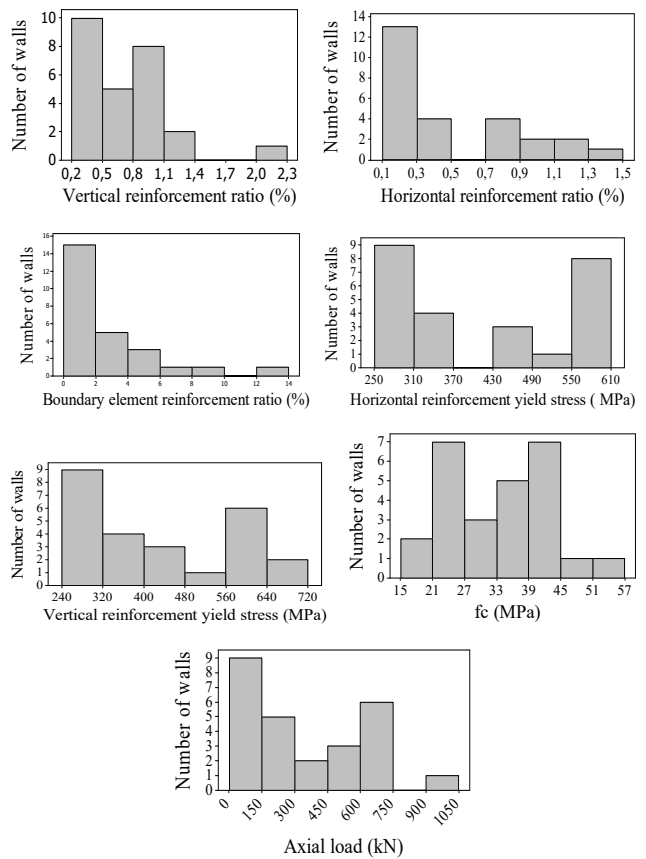 Number of walls
10
8
6
4
2
0
0,2 0,5 0,8 1,1 1,4 1,7 2,0 2,3
Vertical reinforcement ratio (%)
Number of walls
14
12
10
8
6
4
2
0
0,1 0,3 0,5 0,7 0,9 1,1 1,3 1,5
Horizontal reinforcement ratio (%)
Number of walls
16
14
12
10
8
6
4
2
0
0 2 4 6 8 10 12 14
Boundary element reinforcement ratio (%)
Number of walls
9
8
7
6
5
4
3
2
1
0
250 310 370 430 490 550 610
Horizontal reinforcement yield stress ( MPa)
Number of walls
9
8
7
6
5
4
3
2
1
0
240 320 400 480 560 640 720
Vertical reinforcement yield stress (MPa)
Number of walls
7
6
5
4
3
2
1
0
15 21 27 33 39 45 51 57
fc (MPa)
Number of walls
9
8
7
6
5
4
3
2
1
0
0 150 300 450 600 750 900 1050
Axial load (kN)